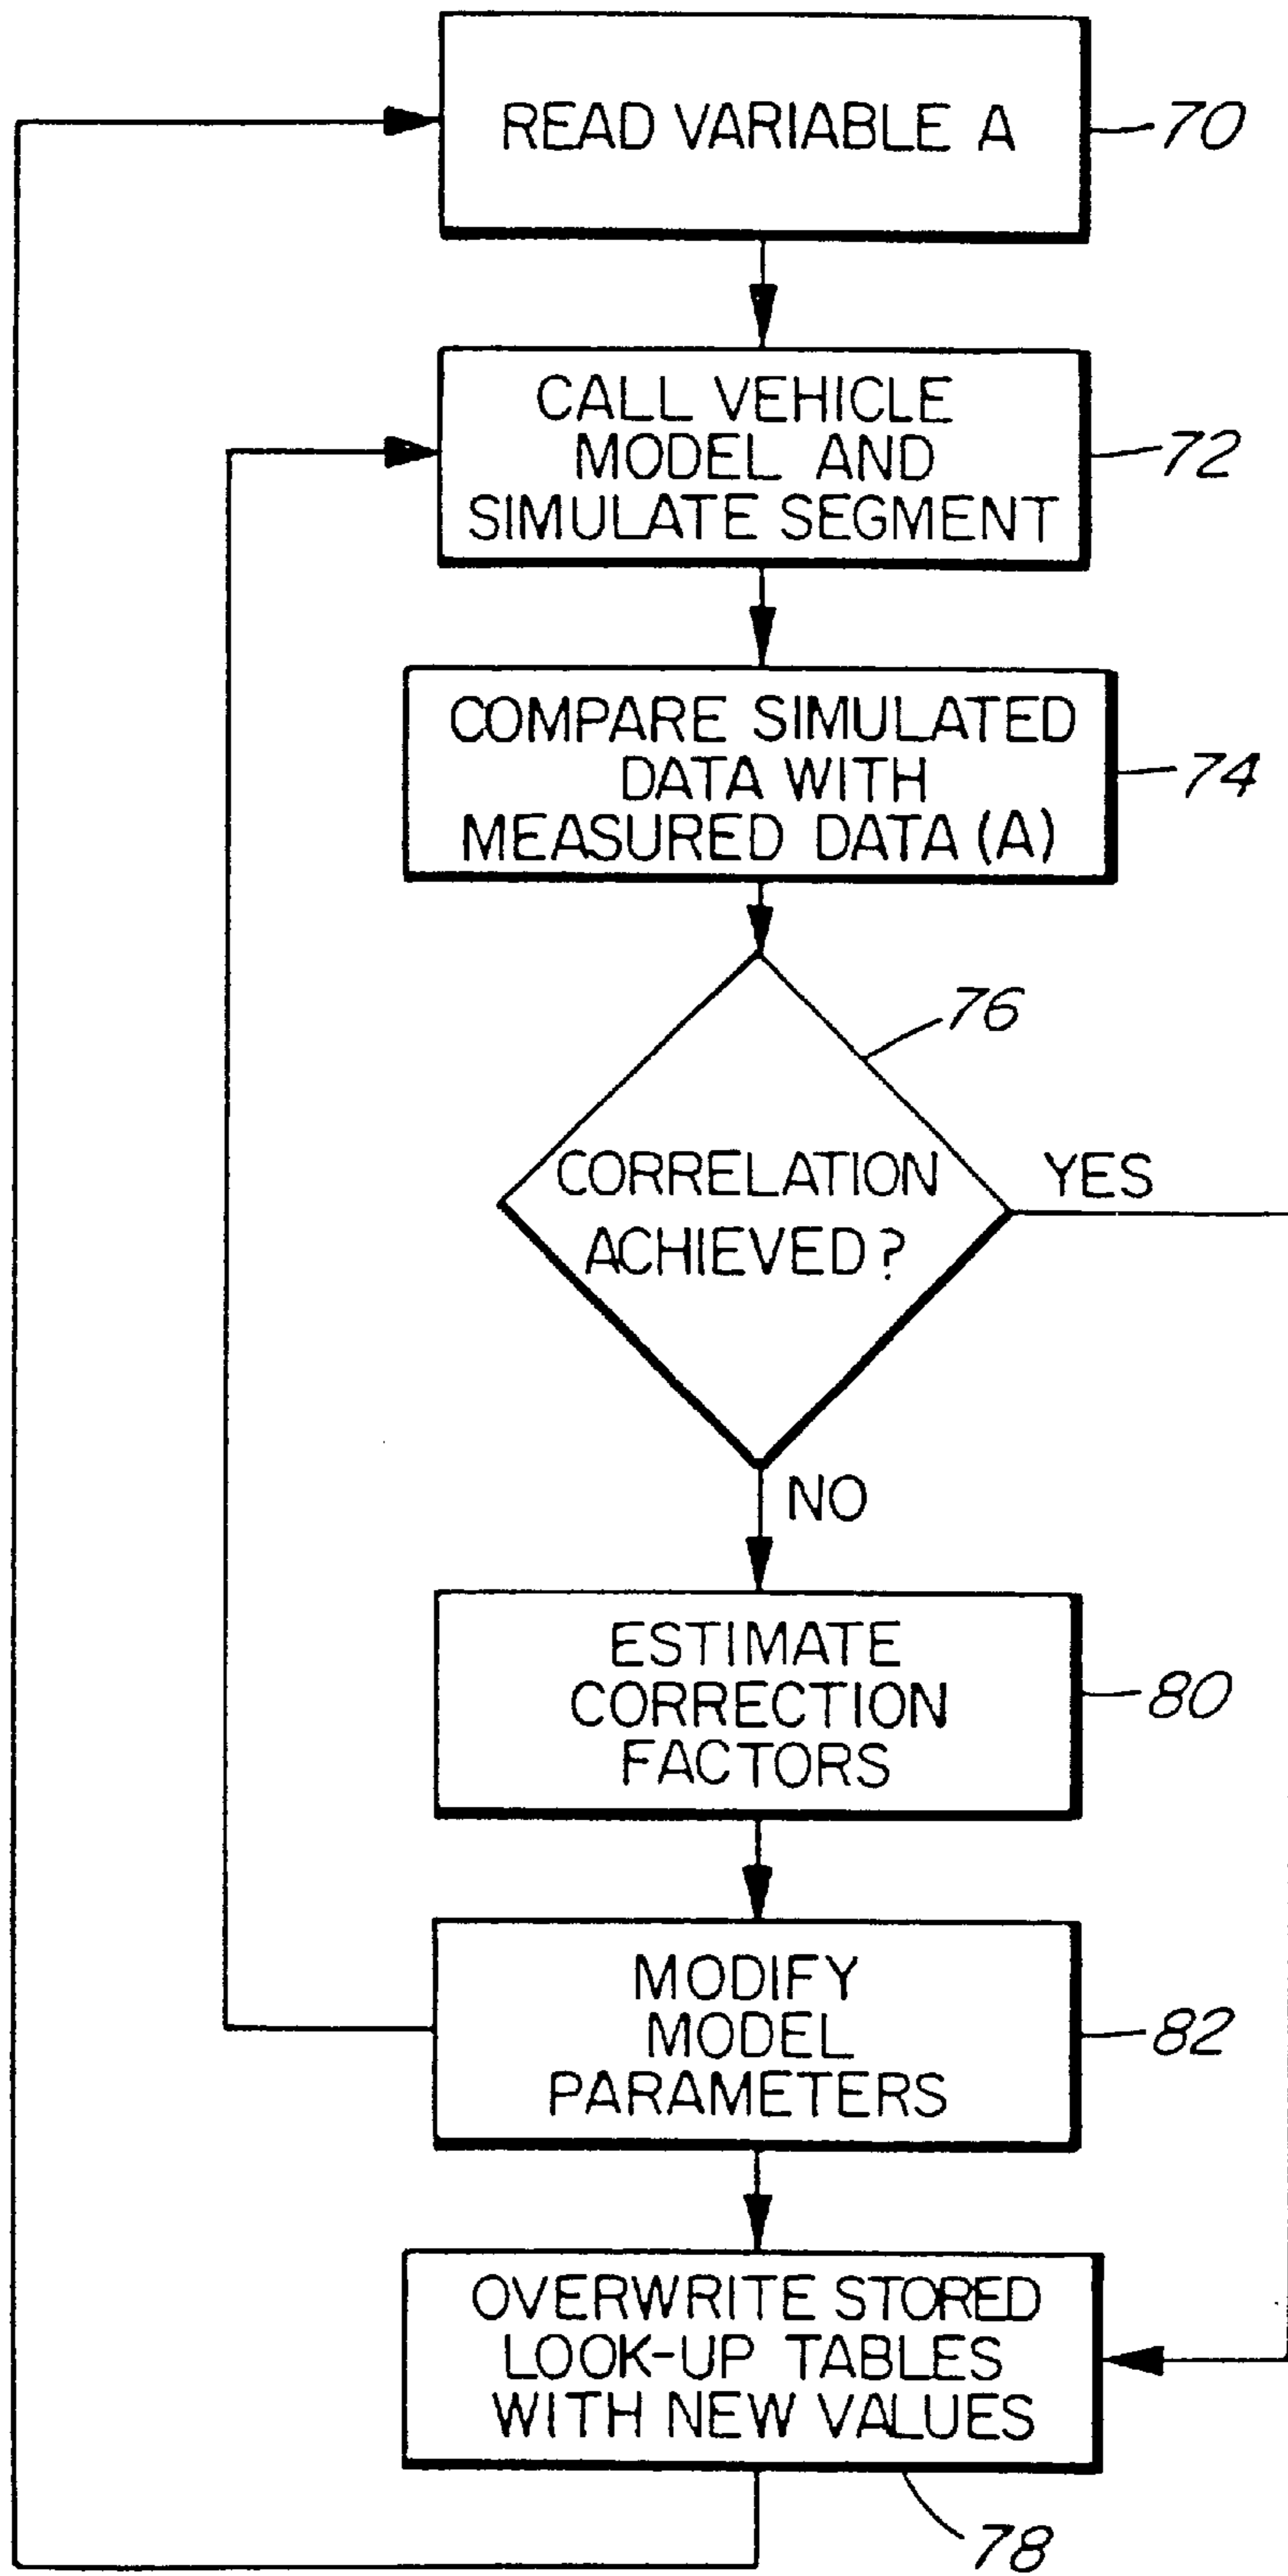 READ VARIABLE A
70
CALL VEHICLE
MODEL AND
SIMULATE SEGMENT
72
COMPARE SIMULATED
DATA WITH
MEASURED DATA (A)
74
76
CORRELATION
ACHIEVED?
YES
NO
ESTIMATE
CORRECTION
FACTORS
80
MODIFY
MODEL
PARAMETERS
82
OVERWRITE STORED
LOOK-UP TABLES
WITH NEW VALUES
78